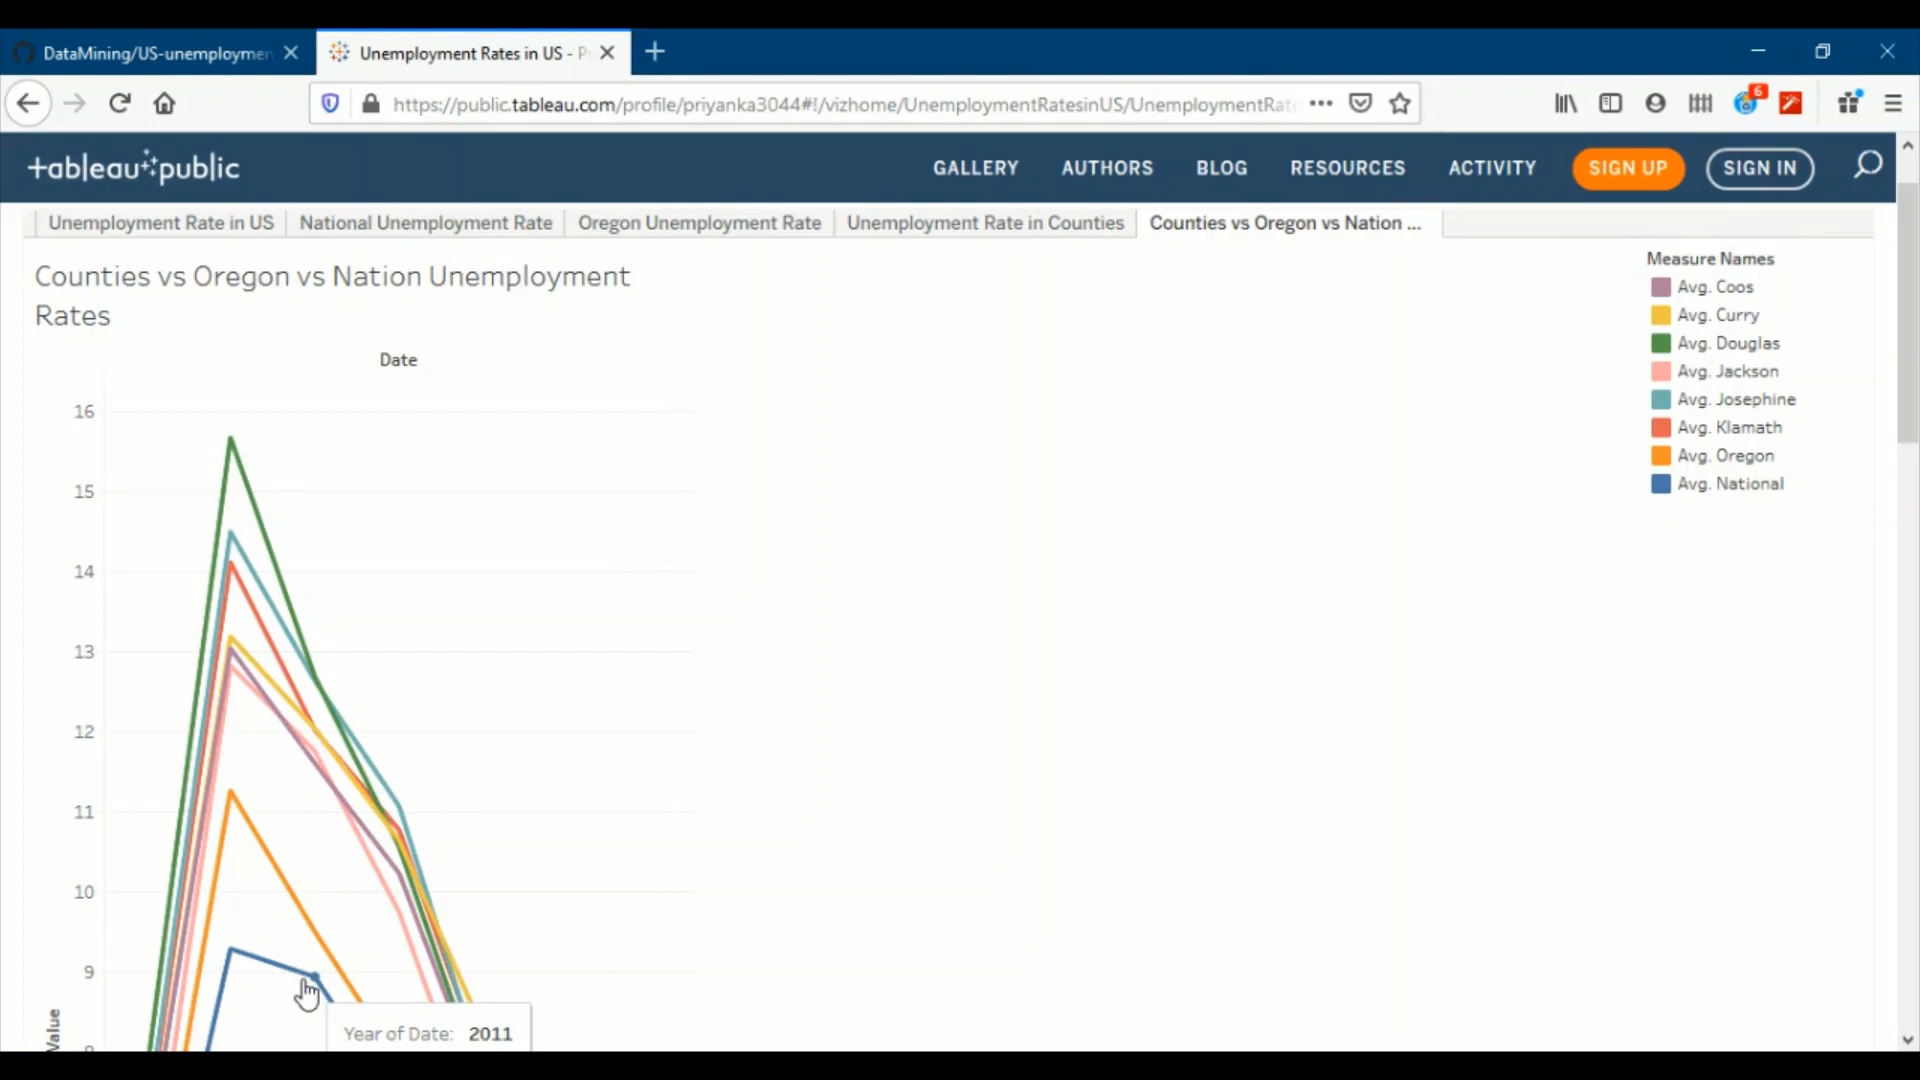 DataMining/US-unemploymen
Unemployment Rates in US - P
https://public.tableau.com/profile/priyanka3044#!/vizhome/UnemploymentRatesinUS/UnemploymentRat
6
+ableau public
GALLERY AUTHORS BLOG RESOURCES ACTIVITY SIGN UP SIGN IN
Unemployment Rate in US National Unemployment Rate Oregon Unemployment Rate Unemployment Rate in Counties Counties vs Oregon vs Nation ...
Counties vs Oregon vs Nation Unemployment
Rates
Date
16
15
14
13
12
11
10
9
8
Value
Year of Date: 2011
Measure Names
Avg. Coos
Avg. Curry
Avg. Douglas
Avg. Jackson
Avg. Josephine
Avg. Klamath
Avg. Oregon
Avg. National